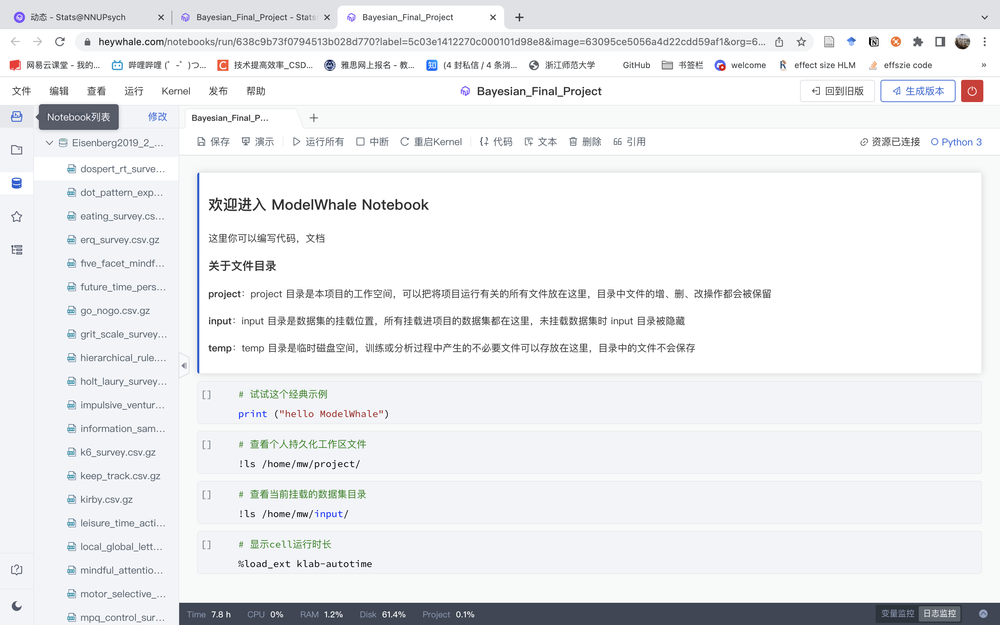 动态 - Stats@NNUPsych
Bayesian_Final_Project - Stats
Bayesian_Final_Project
heywhale.com/notebooks/run/638c9b73f0794513b028d770?label=5c03e1412270c000101d98e8&image=63095ce5056a4d22cdd59af1&org=6...
网易云课堂 - 我的...
哔哩哔哩 (゜-゜)つ...
技术提高效率_CSD...
雅思网上报名 - 教...
知
(4 封私信 / 4 条消...
浙江师范大学
GitHub
书签栏
welcome
effect size HLM
effszie code
»
文件 编辑 查看 运行 Kernel 发布 帮助
Bayesian_Final_Project
回到旧版
生成版本
Notebook列表
修改
Bayesian_Final_P...
保存 演示 运行所有 中断 重启Kernel 代码 文本 删除 引用
资源已连接 Python 3
Eisenberg2019_2_...
dospert_rt_surve...
dot_pattern_exp...
eating_survey.cs...
erq_survey.csv.gz
five_facet_mindf...
future_time_pers...
go_nogo.csv.gz
grit_scale_survey...
hierarchical_rule....
holt_laury_survey...
impulsive_ventur...
information_sam...
k6_survey.csv.gz
keep_track.csv.gz
kirby.csv.gz
leisure_time_acti...
local_global_lett...
mindful_attentio...
motor_selective_...
mpq_control_sur...
欢迎进入 ModelWhale Notebook
这里你可以编写代码，文档
关于文件目录
project：project 目录是本项目的工作空间，可以把将项目运行有关的所有文件放在这里，目录中文件的增、删、改操作都会被保留
input：input 目录是数据集的挂载位置，所有挂载进项目的数据集都在这里，未挂载数据集时 input 目录被隐藏
temp：temp 目录是临时磁盘空间，训练或分析过程中产生的不必要文件可以存放在这里，目录中的文件不会保存
[] # 试试这个经典示例
print ("hello ModelWhale")
[] # 查看个人持久化工作区文件
!ls /home/mw/project/
[] # 查看当前挂载的数据集目录
!ls /home/mw/input/
[] # 显示cell运行时长
%load_ext klab-autotime
Time 7.8 h CPU 0% RAM 1.2% Disk 61.4% Project 0.1%
变量监控 日志监控